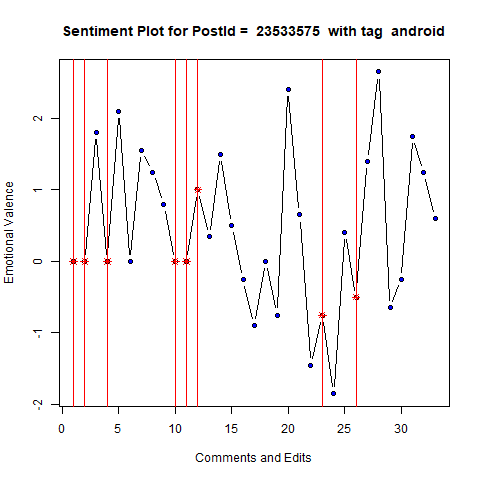 Sentiment Plot for PostId =  23533575  with tag  android
Emotional Valence
2
1
0
-1
-2
0 5 10 15 20 25 30
Comments and Edits